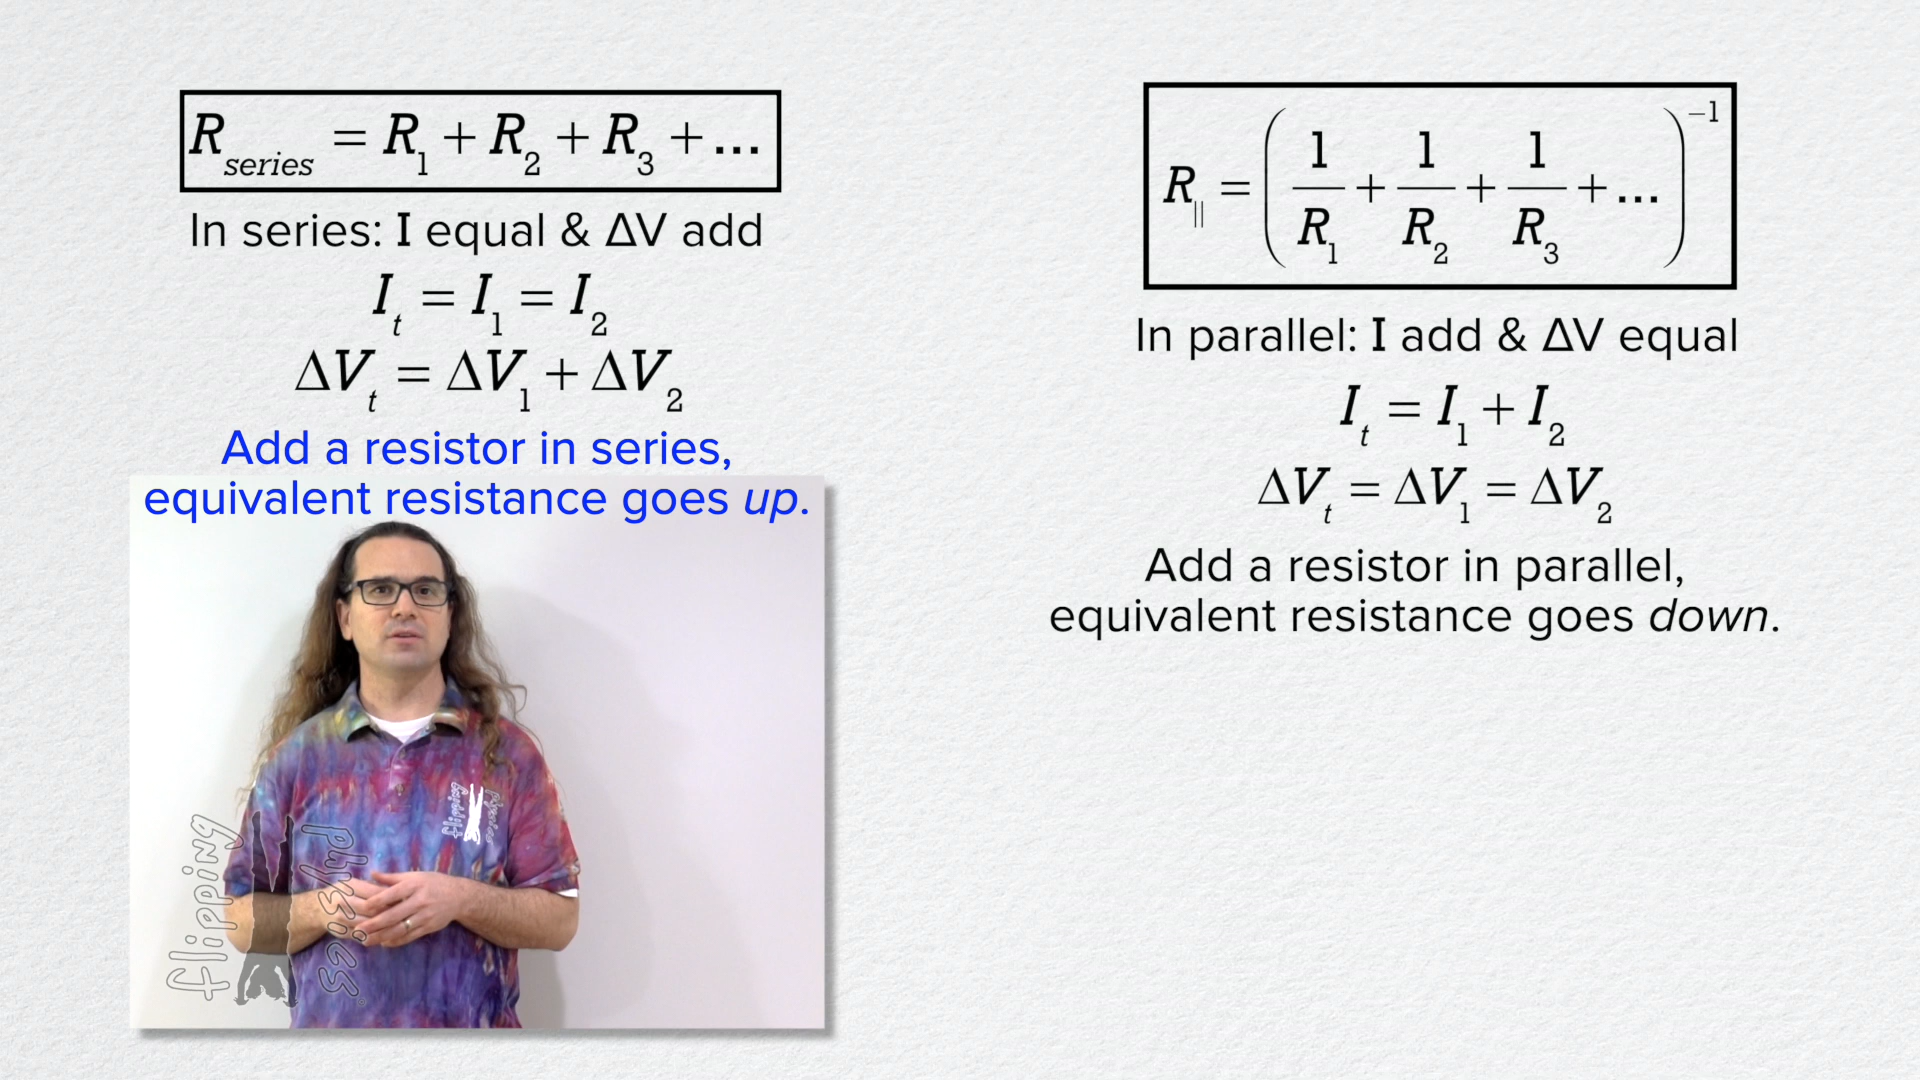 R_series = R_1 + R_2 + R_3 + ...
In series: I equal & ΔV add
I_t = I_1 = I_2
ΔV_t = ΔV_1 + ΔV_2
Add a resistor in series,
equivalent resistance goes up.
flipping physics
flipping physics
R_|| = (1/R_1 + 1/R_2 + 1/R_3 + ...)^−1
In parallel: I add & ΔV equal
I_t = I_1 + I_2
ΔV_t = ΔV_1 = ΔV_2
Add a resistor in parallel,
equivalent resistance goes down.